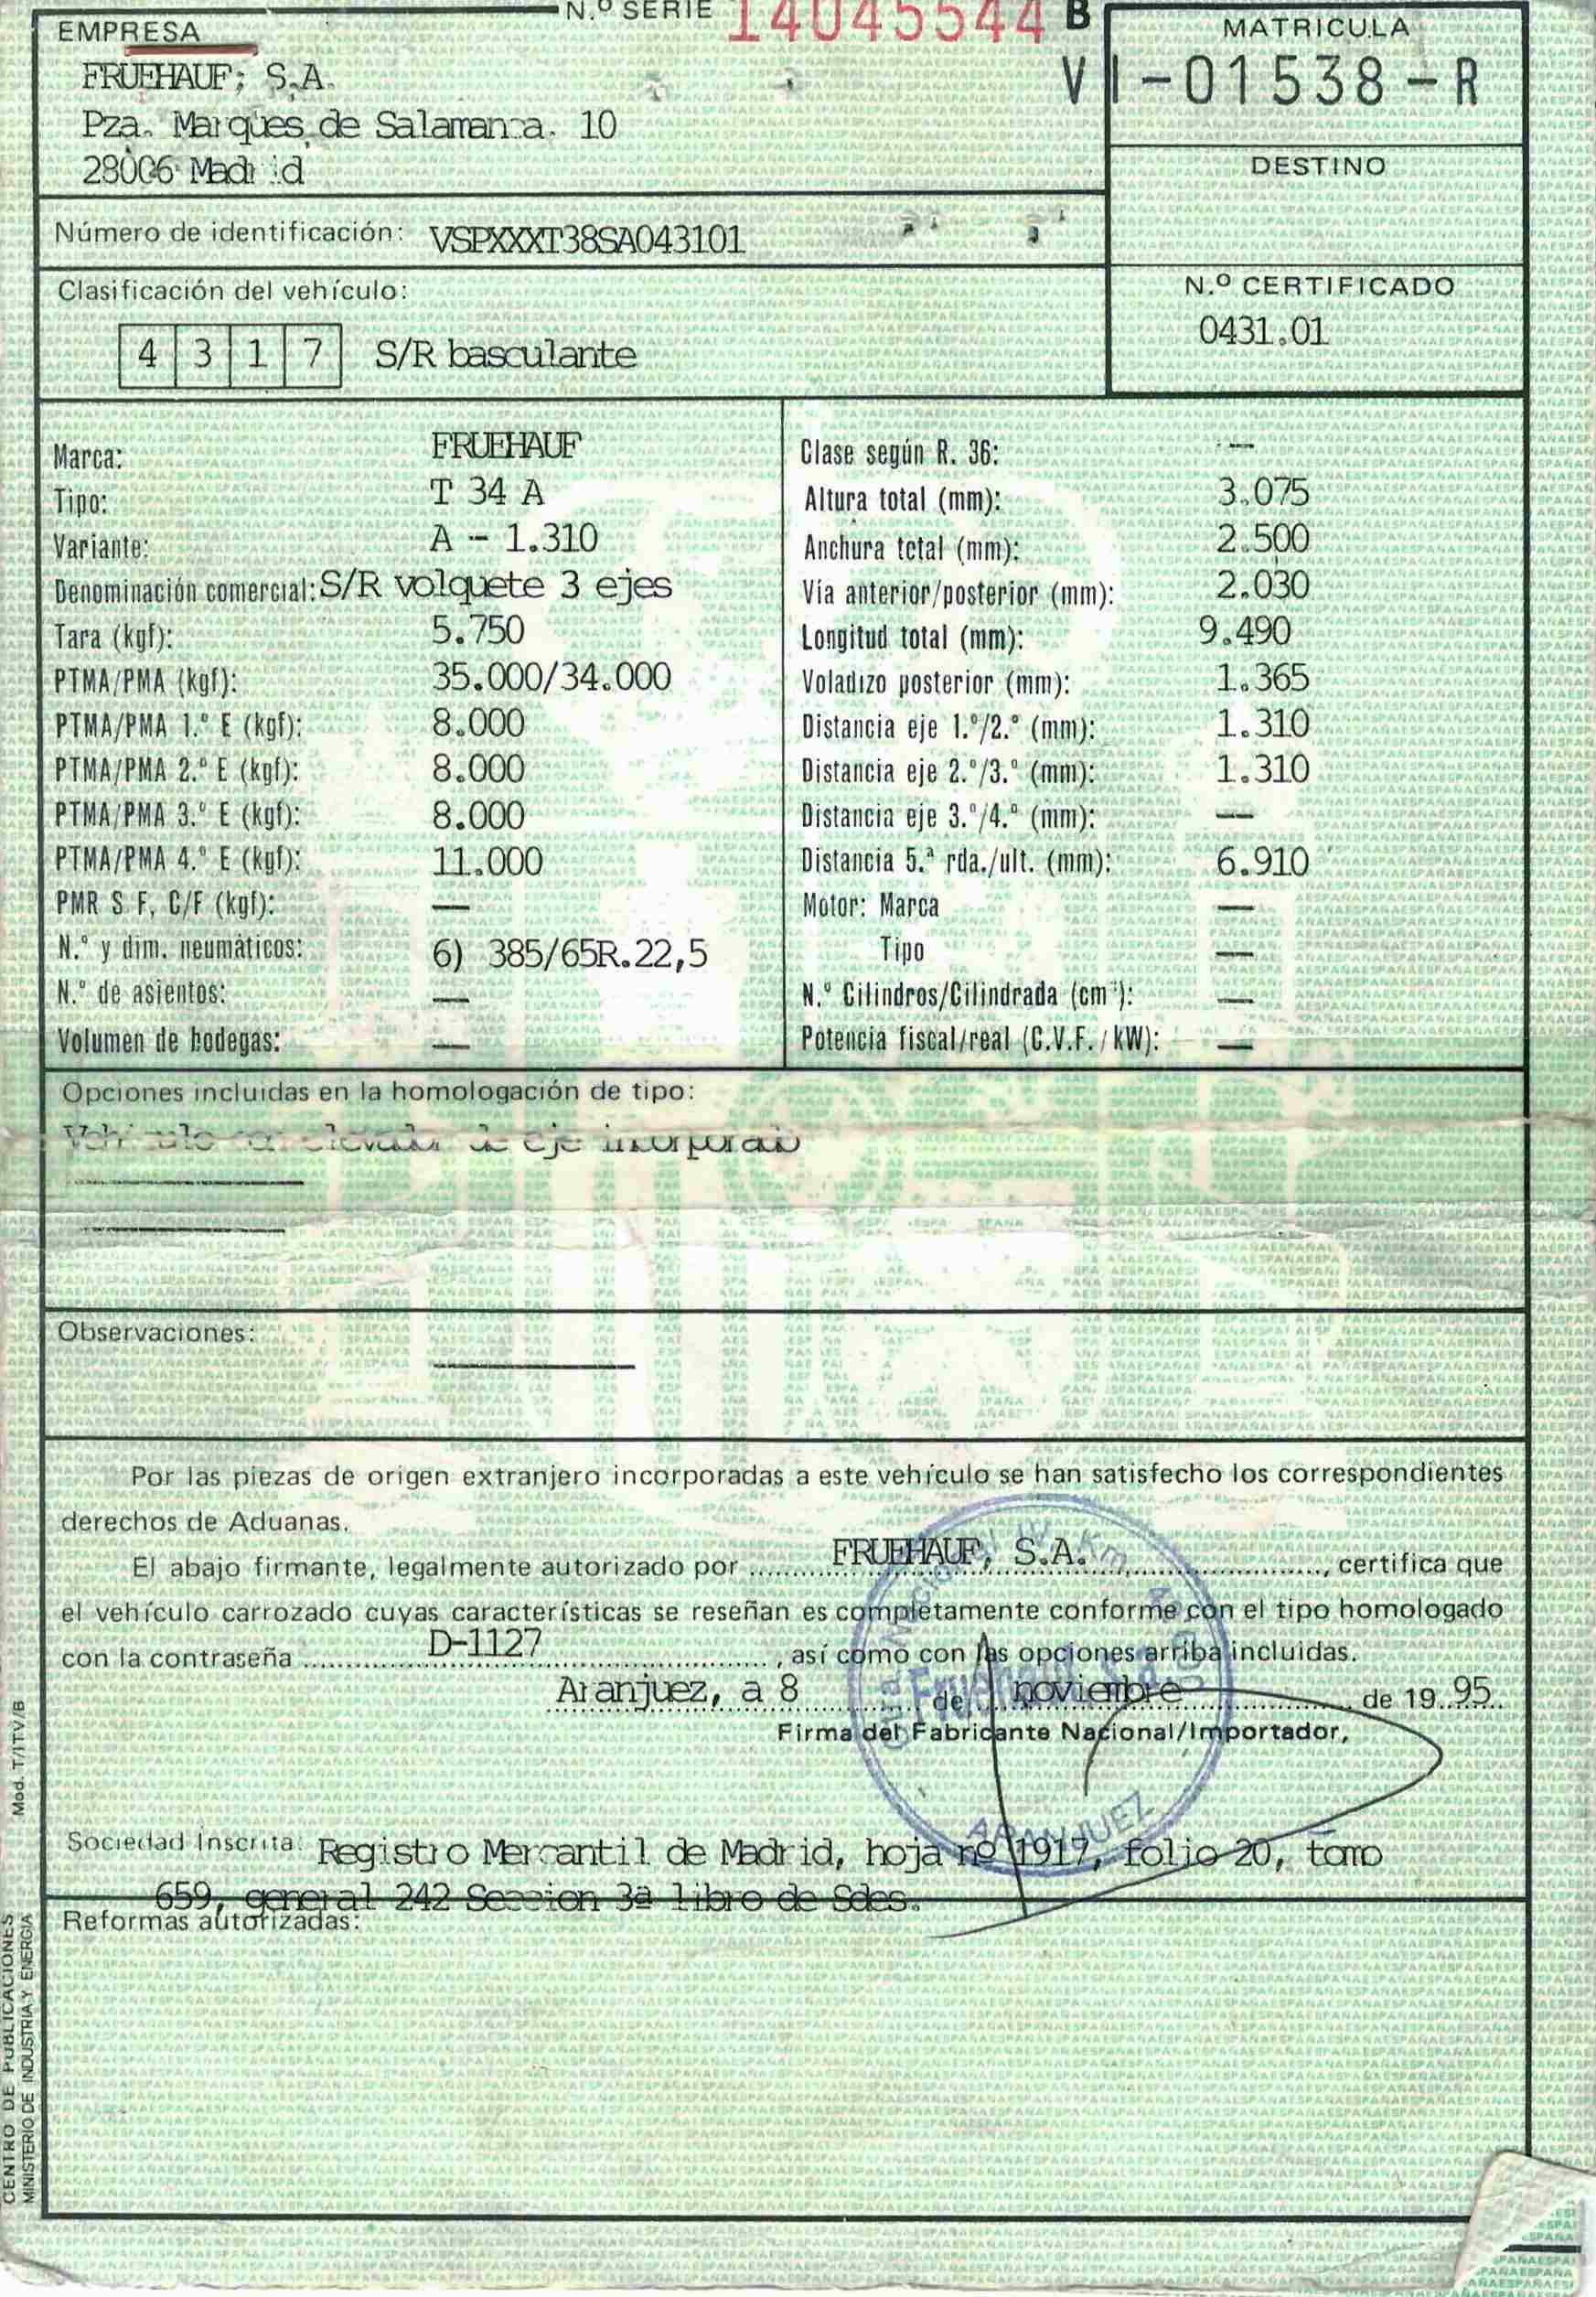 N.º SERIE 14045544 B
EMPRESA
FRUEHAUF, S.A.
Pza. Marques de Salamanca. 10
28006 Madrid
MATRICULA
VI-01538-R
DESTINO
Número de identificación: VSPXXXT38SA043101
Clasificación del vehículo:
4 3 1 7 S/R basculante
N.º CERTIFICADO
0431.01
Marca: FRUEHAUF
Tipo: T 34 A
Variante: A - 1.310
Denominación comercial: S/R volquete 3 ejes
Tara (kgf): 5.750
PTMA/PMA (kgf): 35.000/34.000
PTMA/PMA 1.º E (kgf): 8.000
PTMA/PMA 2.º E (kgf): 8.000
PTMA/PMA 3.º E (kgf): 8.000
PTMA/PMA 4.º E (kgf): 11.000
PMR S F, C/F (kgf): —
N.º y dim. neumáticos: 6) 385/65R.22,5
N.º de asientos: —
Volumen de bodegas: —
Clase según R. 36: —
Altura total (mm): 3.075
Anchura total (mm): 2.500
Vía anterior/posterior (mm): 2.030
Longitud total (mm): 9.490
Voladizo posterior (mm): 1.365
Distancia eje 1.º/2.º (mm): 1.310
Distancia eje 2.º/3.º (mm): 1.310
Distancia eje 3.º/4.º (mm): —
Distancia 5.ª rda./ult. (mm): 6.910
Motor: Marca —
Tipo —
N.º Cilindros/Cilindrada (cm³): —
Potencia fiscal/real (C.V.F./kW): —
Opciones incluidas en la homologación de tipo:
Vehículo con elevador de eje incorporado
Observaciones:
Por las piezas de origen extranjero incorporadas a este vehículo se han satisfecho los correspondientes
derechos de Aduanas.
El abajo firmante, legalmente autorizado por FRUEHAUF, S.A., certifica que
el vehículo carrozado cuyas características se reseñan es completamente conforme con el tipo homologado
con la contraseña D-1127, así como con las opciones arriba incluidas.
Aranjuez, a 8 de noviembre de 19 95.
Firma del Fabricante Nacional/Importador,
Fruehauf S.a.
ARANJUEZ
Sociedad Inscrita: Registro Mercantil de Madrid, hoja nº 1917, folio 20, tomo
659, general 242 Seccion 3ª libro de Sdes.
Reformas autorizadas:
Mod. T/ITV/B
CENTRO DE PUBLICACIONES
MINISTERIO DE INDUSTRIA Y ENERGIA